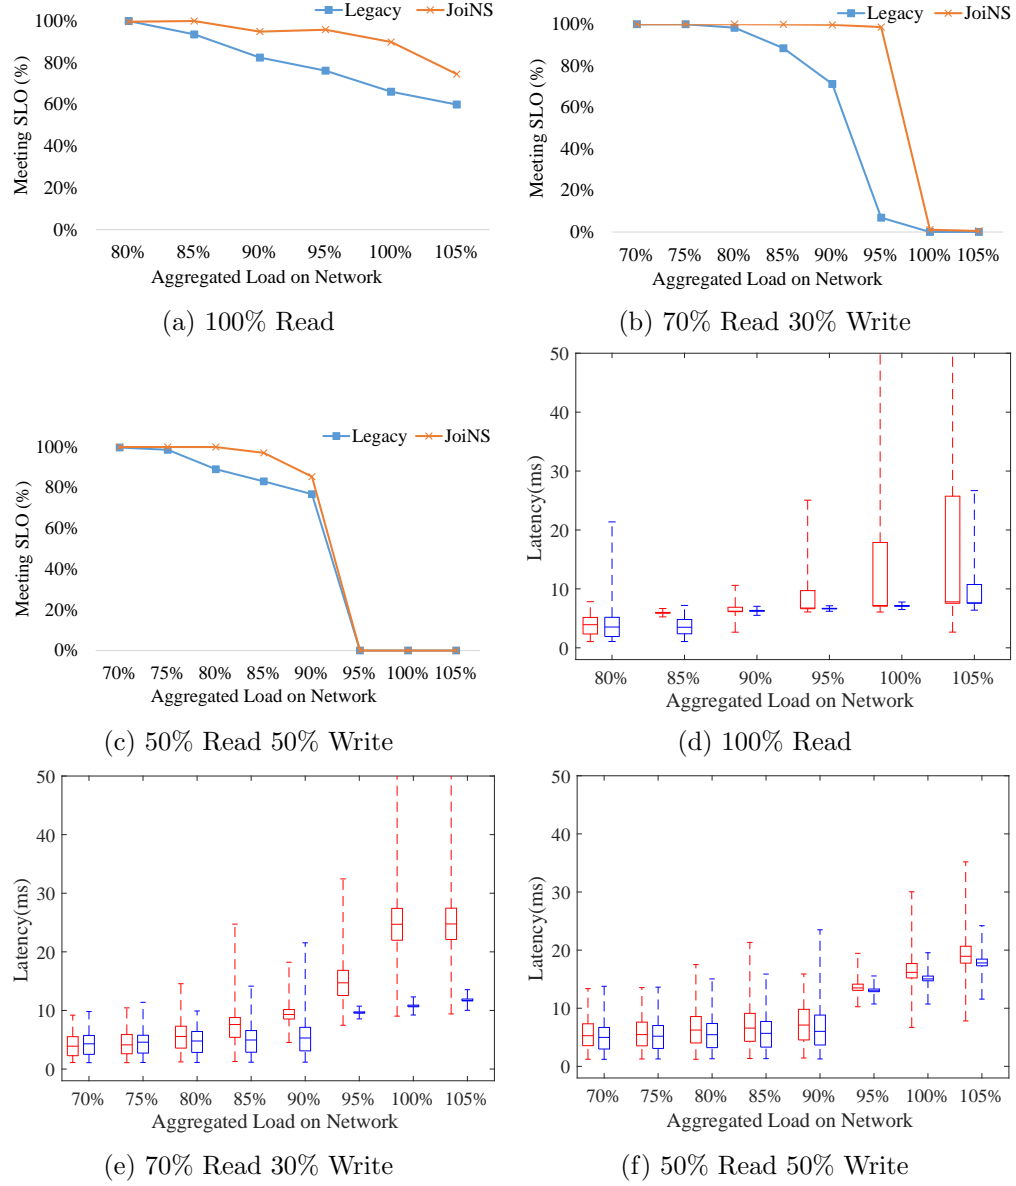 Legacy JoiNS
100%
80%
60%
40%
20%
0%
Meeting SLO (%)
80% 85% 90% 95% 100% 105%
Aggregated Load on Network
(a) 100% Read
Legacy JoiNS
100%
80%
60%
40%
20%
0%
Meeting SLO (%)
70% 75% 80% 85% 90% 95% 100% 105%
Aggregated Load on Network
(b) 70% Read 30% Write
Legacy JoiNS
100%
80%
60%
40%
20%
0%
Meeting SLO (%)
70% 75% 80% 85% 90% 95% 100% 105%
Aggregated Load on Network
(c) 50% Read 50% Write
50
40
30
20
10
0
Latency(ms)
80% 85% 90% 95% 100% 105%
Aggregated Load on Network
(d) 100% Read
50
40
30
20
10
0
Latency(ms)
70% 75% 80% 85% 90% 95% 100% 105%
Aggregated Load on Network
(e) 70% Read 30% Write
50
40
30
20
10
0
Latency(ms)
70% 75% 80% 85% 90% 95% 100% 105%
Aggregated Load on Network
(f) 50% Read 50% Write